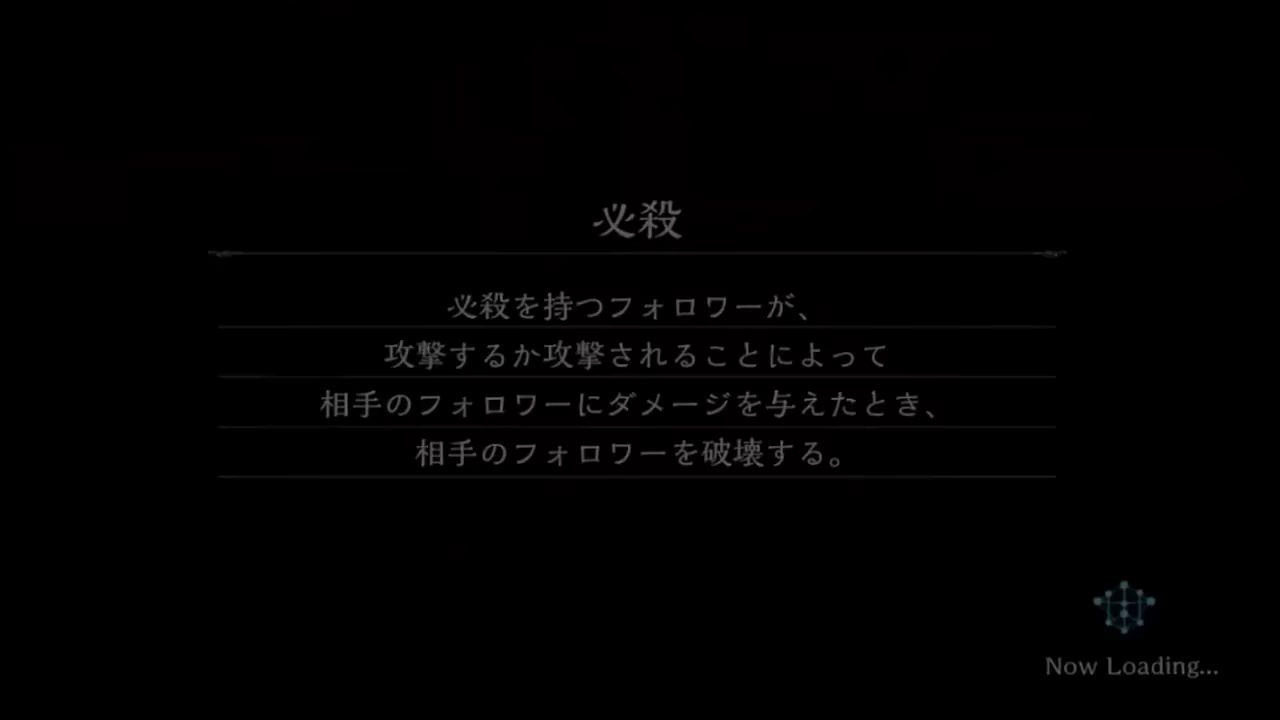 必殺
必殺を持つフォロワーが、
攻撃するか攻撃されることによって
相手のフォロワーにダメージを与えたとき、
相手のフォロワーを破壊する。
Now Loading...